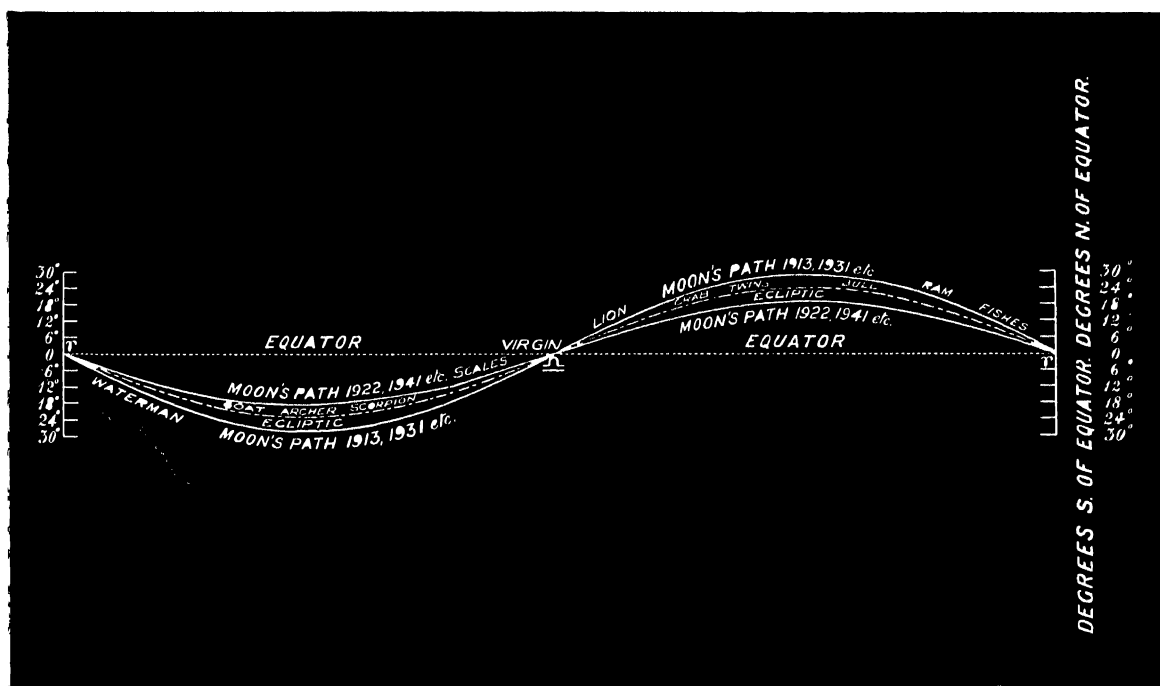 30°
24°
18°
12°
6°
♈
0
6°
12°
18°
24°
30°
EQUATOR
WATERMAN
MOON'S PATH 1922, 1941 etc. SCALES
GOAT ARCHER SCORPION
ECLIPTIC
MOON'S PATH 1913, 1931 etc.
VIRGIN
♎
LION
MOON'S PATH 1913, 1931 etc
CRAB TWINS BULL
RAM
FISHES
ECLIPTIC
MOON'S PATH 1922, 1941 etc.
EQUATOR
♈
30°
24°
18°
12°
6°
0
6°
12°
18°
24°
30°
DEGREES S. OF EQUATOR. DEGREES N. OF EQUATOR.